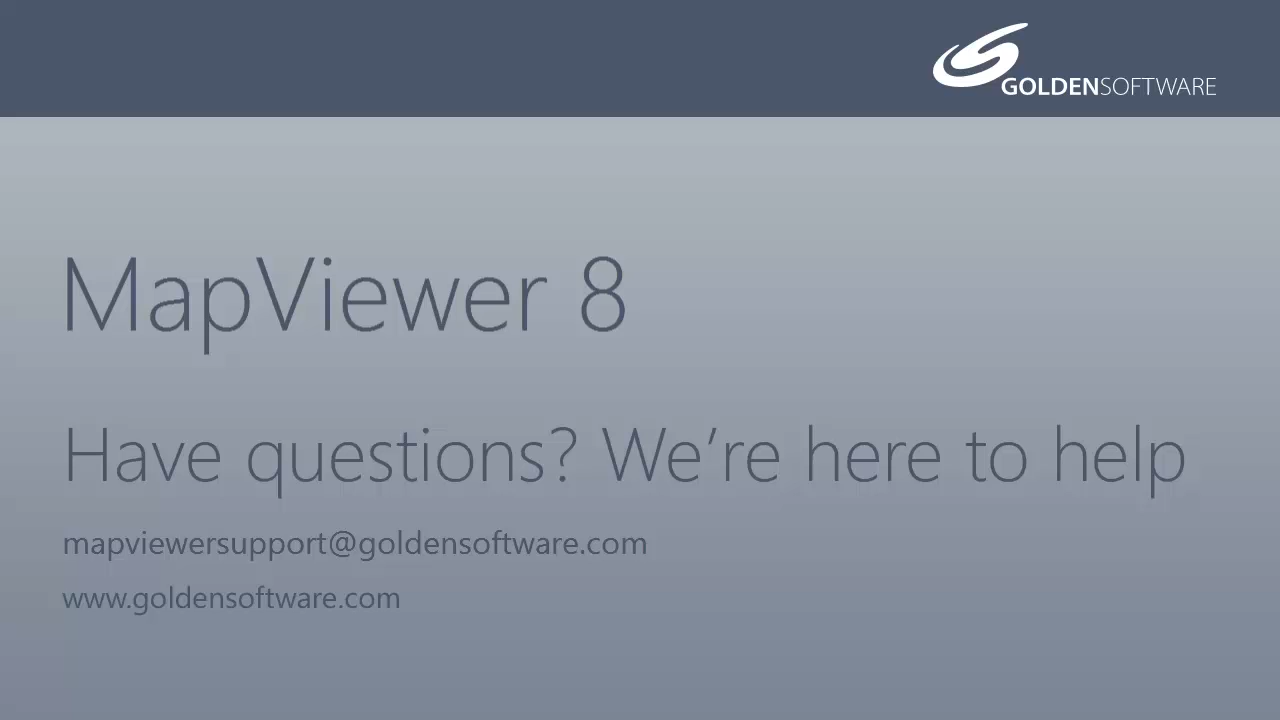 GOLDENSOFTWARE
MapViewer 8
Have questions? We’re here to help
mapviewersupport@goldensoftware.com
www.goldensoftware.com